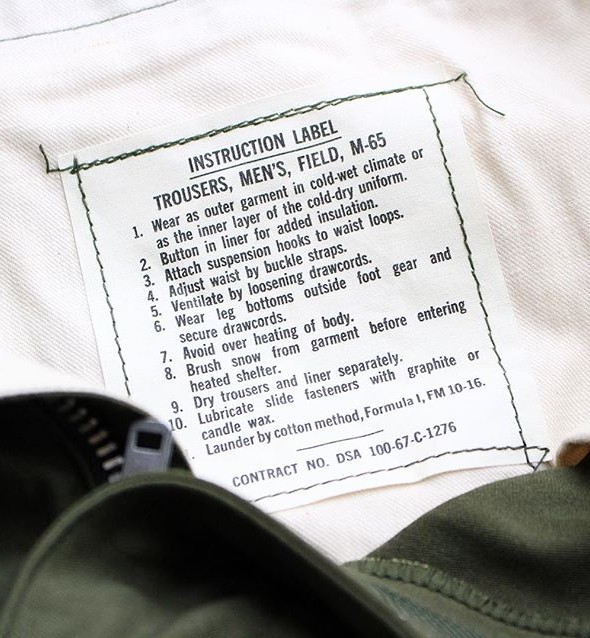 INSTRUCTION LABEL
TROUSERS, MEN'S, FIELD, M-65
1. Wear as outer garment in cold-wet climate or
as the inner layer of the cold-dry uniform.
2. Button in liner for added insulation.
3. Attach suspension hooks to waist loops.
4. Adjust waist by buckle straps.
5. Ventilate by loosening drawcords.
6. Wear leg bottoms outside foot gear and
secure drawcords.
7. Avoid over heating of body.
8. Brush snow from garment before entering
heated shelter.
9. Dry trousers and liner separately.
10. Lubricate slide fasteners with graphite or
candle wax.
. Launder by cotton method, Formula I, FM 10-16.
CONTRACT NO. DSA 100-67-C-1276